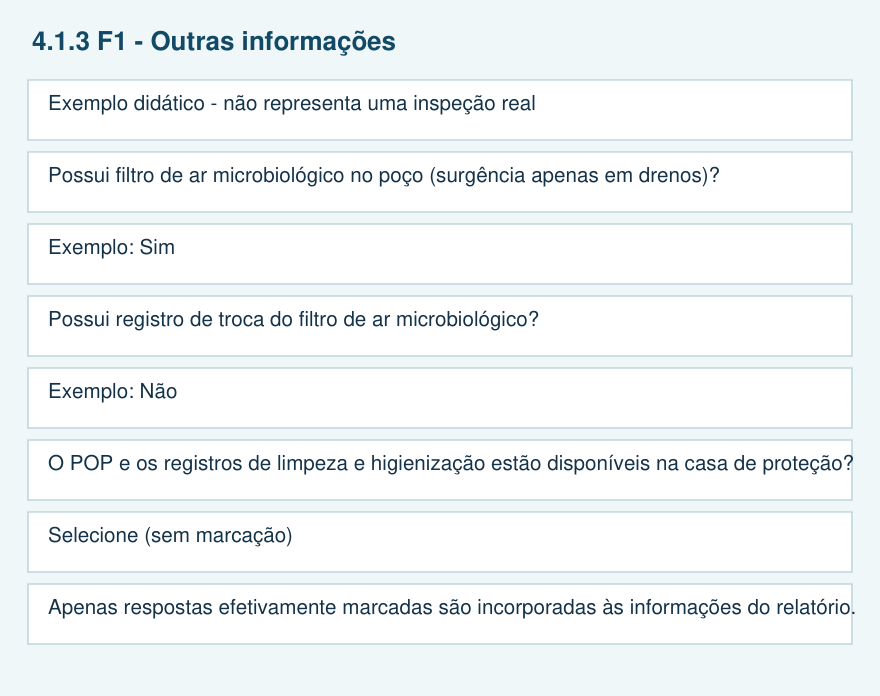 4.1.3 F1 - Outras informações
Exemplo didático - não representa uma inspeção real
Possui filtro de ar microbiológico no poço (surgência apenas em drenos)?
Exemplo: Sim
Possui registro de troca do filtro de ar microbiológico?
Exemplo: Não
O POP e os registros de limpeza e higienização estão disponíveis na casa de proteção?
Selecione (sem marcação)
Apenas respostas efetivamente marcadas são incorporadas às informações do relatório.